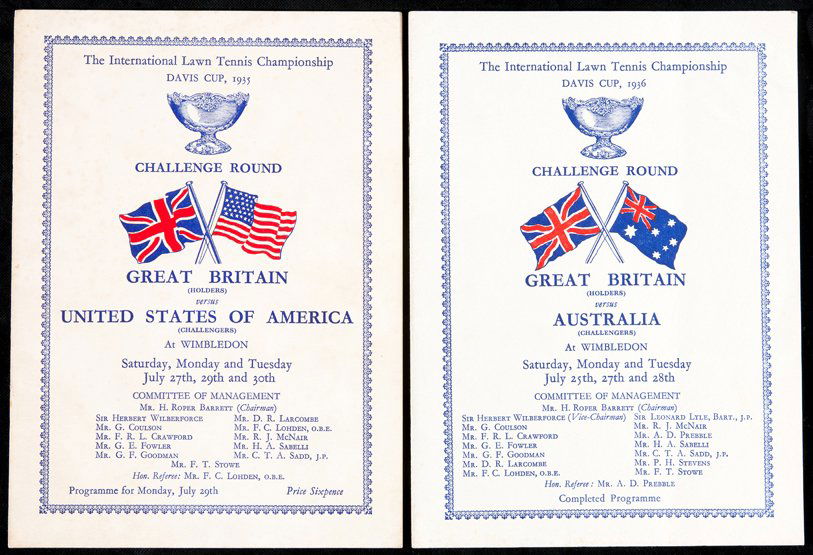 The International Lawn Tennis Championship
DAVIS CUP, 1935
CHALLENGE ROUND
GREAT BRITAIN
(HOLDERS)
versus
UNITED STATES OF AMERICA
(CHALLENGERS)
At WIMBLEDON
Saturday, Monday and Tuesday
July 27th, 29th and 30th
COMMITTEE OF MANAGEMENT
Mr. H. Roper Barrett (Chairman)
Sir Herbert Wilberforce Mr. D. R. Larcombe
Mr. G. Coulson Mr. F. C. Lohden, O.B.E.
Mr. F. R. L. Crawford Mr. R. J. McNair
Mr. G. E. Fowler Mr. H. A. Sabelli
Mr. G. F. Goodman Mr. C. T. A. Sadd, J.P.
Mr. F. T. Stowe
Hon. Referee: Mr. F. C. Lohden, O.B.E.
Programme for Monday, July 29th Price Sixpence
The International Lawn Tennis Championship
DAVIS CUP, 1936
CHALLENGE ROUND
GREAT BRITAIN
(HOLDERS)
versus
AUSTRALIA
(CHALLENGERS)
At WIMBLEDON
Saturday, Monday and Tuesday
July 25th, 27th and 28th
COMMITTEE OF MANAGEMENT
Mr. H. Roper Barrett (Chairman)
Sir Herbert Wilberforce (Vice-Chairman) Sir Leonard Lyle, Bart., J.P.
Mr. G. Coulson Mr. R. J. McNair
Mr. F. R. L. Crawford Mr. A. D. Prebble
Mr. G. E. Fowler Mr. H. A. Sabelli
Mr. G. F. Goodman Mr. C. T. A. Sadd, J.P.
Mr. D. R. Larcombe Mr. P. H. Stevens
Mr. F. C. Lohden, O.B.E. Mr. F. T. Stowe
Hon. Referee: Mr. A. D. Prebble
Completed Programme